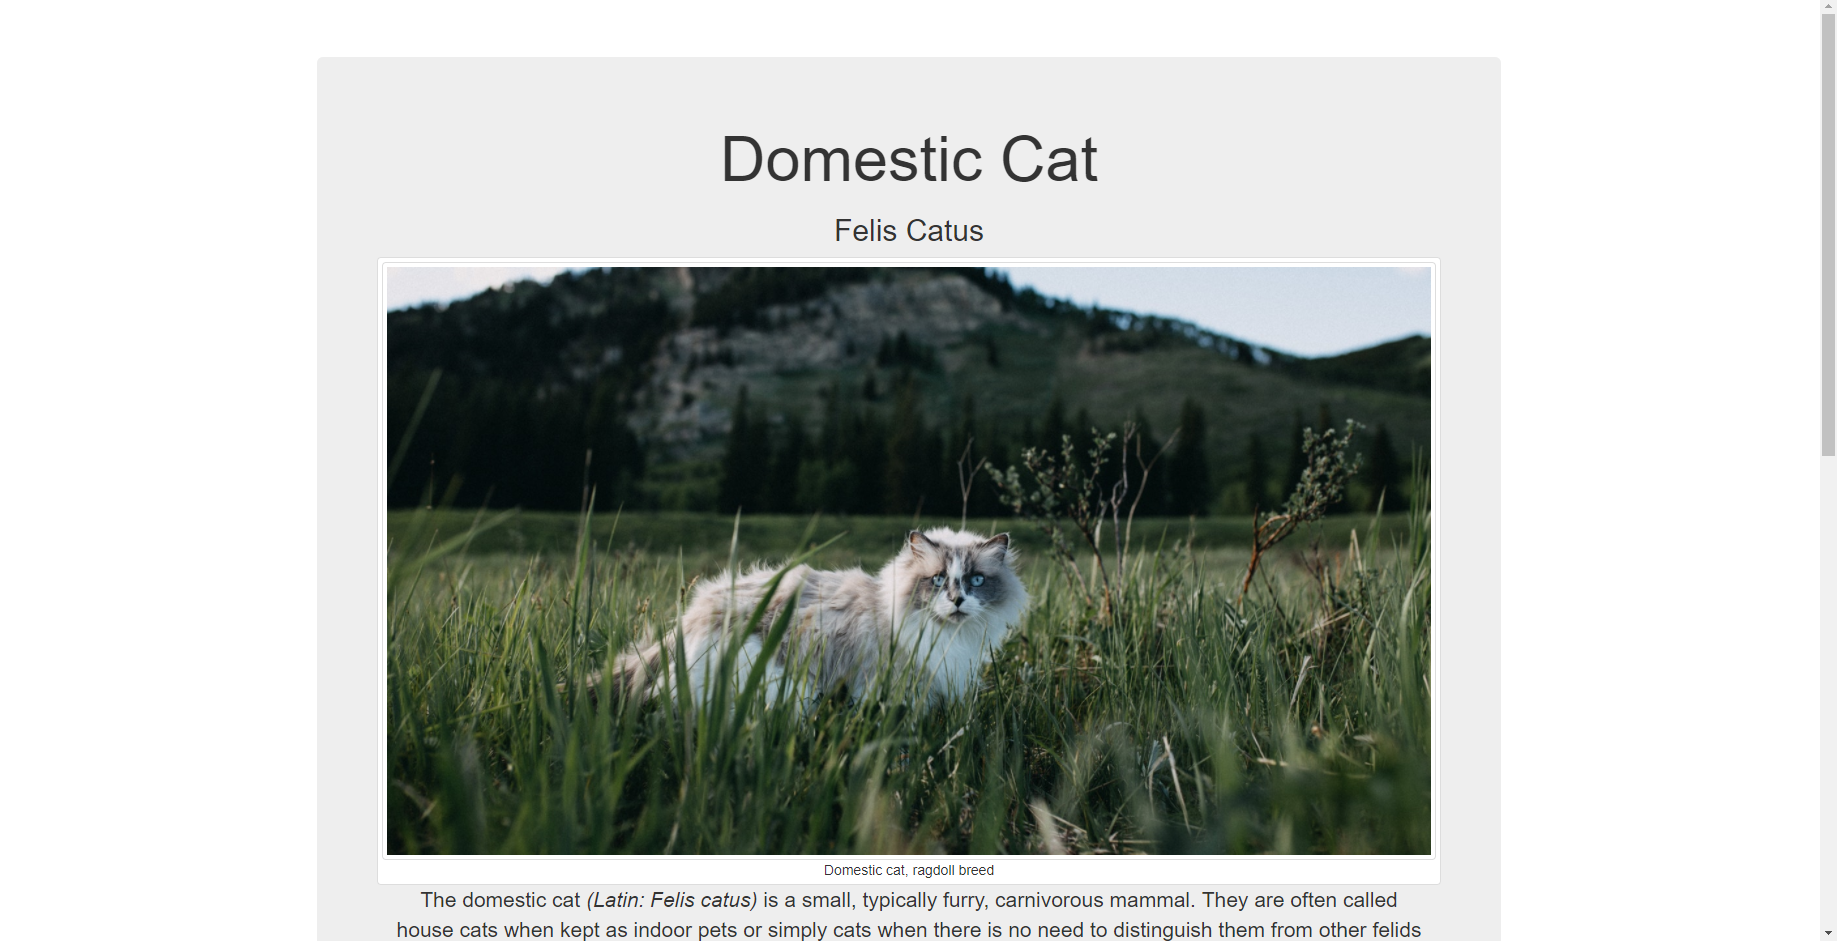 Domestic Cat
Felis Catus
Domestic cat, ragdoll breed
The domestic cat (Latin: Felis catus) is a small, typically furry, carnivorous mammal. They are often called
house cats when kept as indoor pets or simply cats when there is no need to distinguish them from other felids